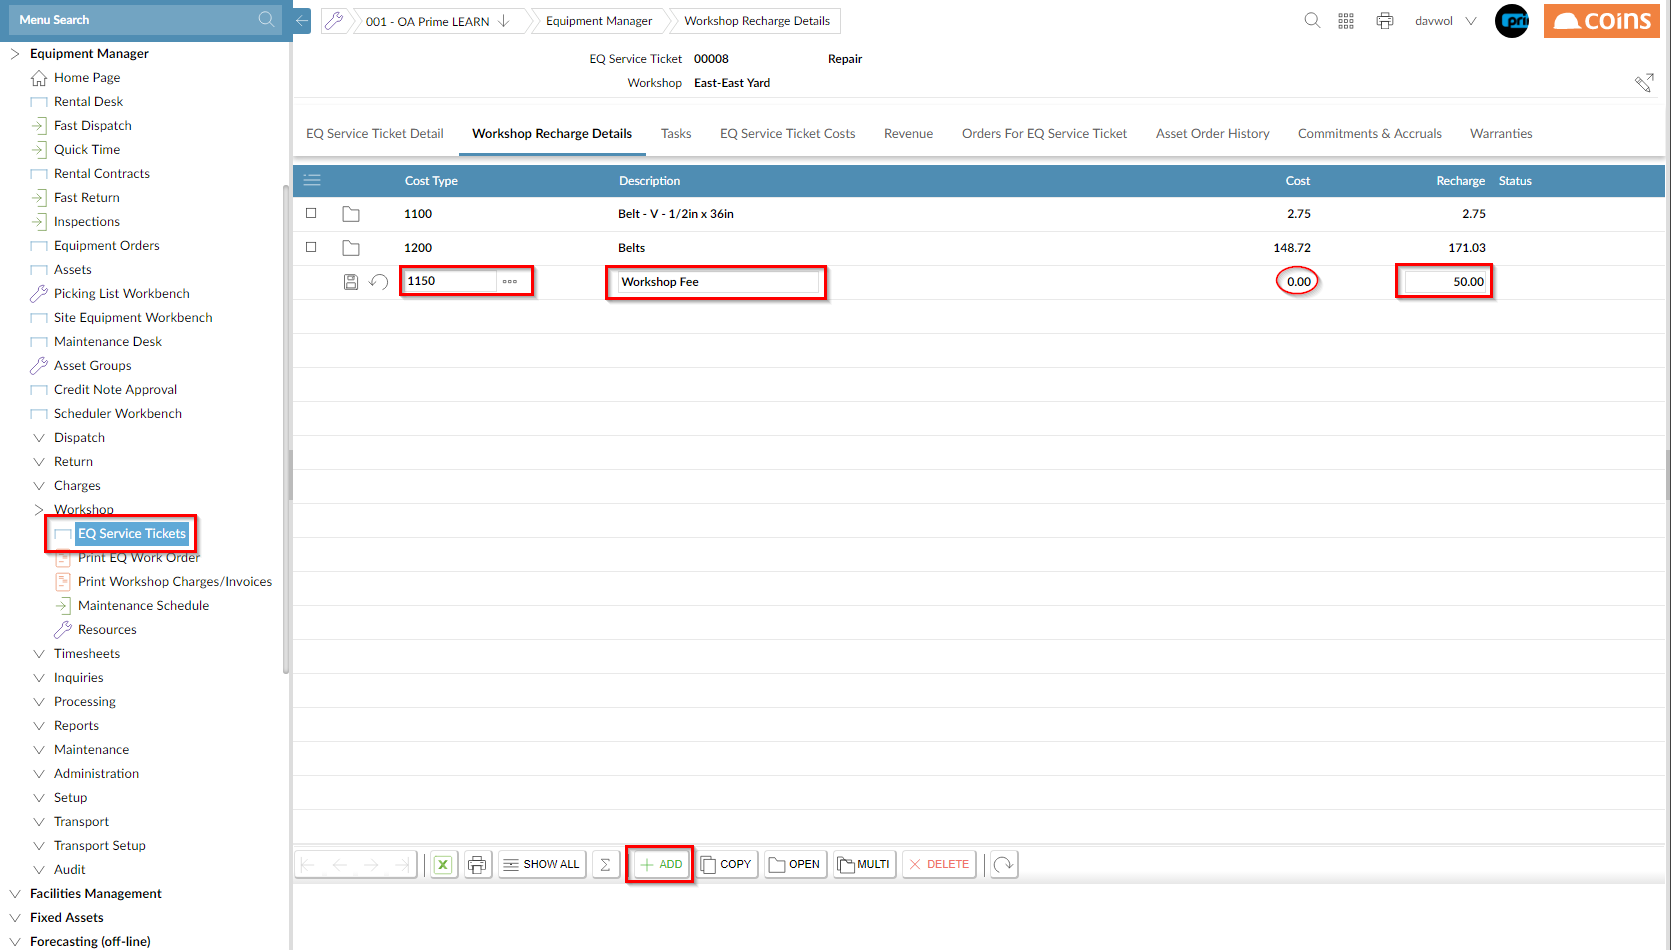 Menu Search
001 - OA Prime LEARN
Equipment Manager
Workshop Recharge Details
davwol
pri
coins
EQ Service Ticket 00008 Repair
Workshop East-East Yard
EQ Service Ticket Detail
Workshop Recharge Details
Tasks
EQ Service Ticket Costs
Revenue
Orders For EQ Service Ticket
Asset Order History
Commitments & Accruals
Warranties
Cost Type Description Cost Recharge Status
1100 Belt - V - 1/2in x 36in 2.75 2.75
1200 Belts 148.72 171.03
1150 Workshop Fee 0.00 50.00
Equipment Manager
Home Page
Rental Desk
Fast Dispatch
Quick Time
Rental Contracts
Fast Return
Inspections
Equipment Orders
Assets
Picking List Workbench
Site Equipment Workbench
Maintenance Desk
Asset Groups
Credit Note Approval
Scheduler Workbench
Dispatch
Return
Charges
Workshop
EQ Service Tickets
Print EQ Work Order
Print Workshop Charges/Invoices
Maintenance Schedule
Resources
Timesheets
Inquiries
Processing
Reports
Maintenance
Administration
Setup
Transport
Transport Setup
Audit
Facilities Management
Fixed Assets
Forecasting (off-line)
SHOW ALL
Σ
ADD
COPY
OPEN
MULTI
DELETE